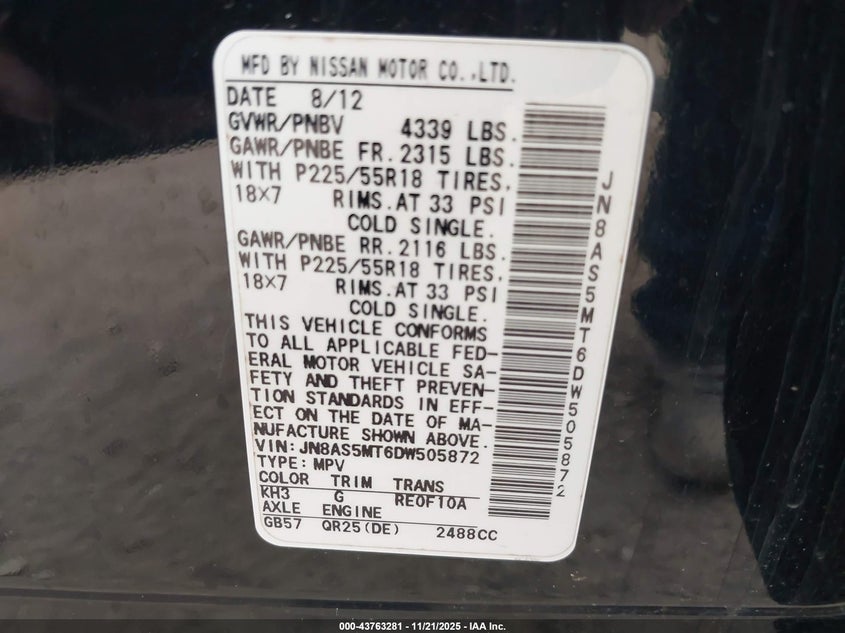 MFD BY NISSAN MOTOR CO.,LTD.
DATE 8/12
GVWR/PNBV 4339 LBS.
GAWR/PNBE FR. 2315 LBS.
WITH P225/55R18 TIRES,
18X7 RIMS.AT 33 PSI
COLD SINGLE.
GAWR/PNBE RR. 2116 LBS.
WITH P225/55R18 TIRES,
18X7 RIMS.AT 33 PSI
COLD SINGLE.
THIS VEHICLE CONFORMS
TO ALL APPLICABLE FED-
ERAL MOTOR VEHICLE SA-
FETY AND THEFT PREVEN-
TION STANDARDS IN EFF-
ECT ON THE DATE OF MA-
NUFACTURE SHOWN ABOVE.
VIN: JN8AS5MT6DW505872
TYPE: MPV
COLOR TRIM TRANS
KH3 G RE0F10A
AXLE ENGINE
GB57 QR25(DE) 2488CC
JN8AS5MT6DW505872
000-43763281 - 11/21/2025 - IAA Inc.